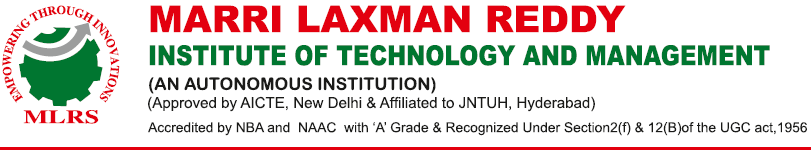 EMPOWERING THROUGH INNOVATIONS
MLRS
MARRI LAXMAN REDDY
INSTITUTE OF TECHNOLOGY AND MANAGEMENT
(AN AUTONOMOUS INSTITUTION)
(Approved by AICTE, New Delhi & Affiliated to JNTUH, Hyderabad)
Accredited by NBA and NAAC with ‘A’ Grade & Recognized Under Section2(f) & 12(B)of the UGC act,1956